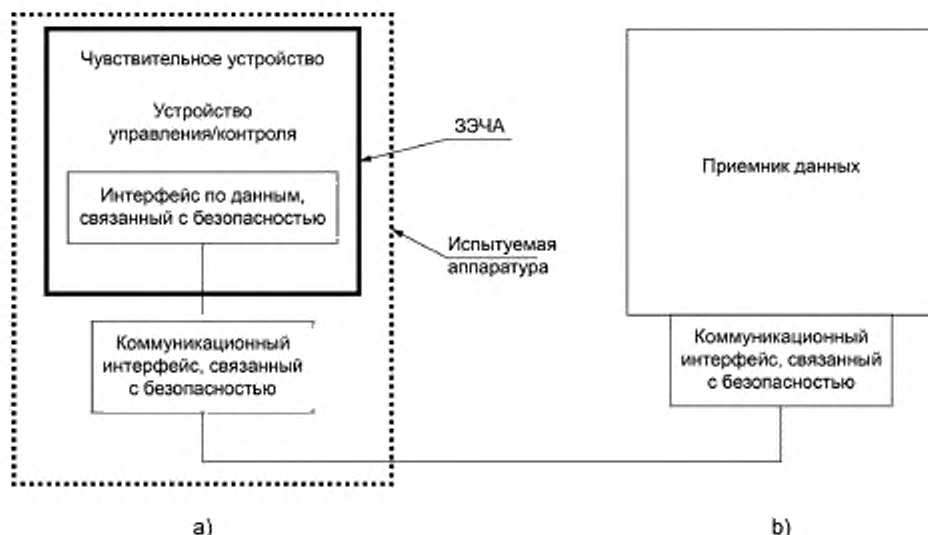 Чувствительное устройство
Устройство
управления/контроля
Интерфейс по данным,
связанный с безопасностью
ЗЭЧА
Испытуемая
аппаратура
Коммуникационный
интерфейс, связанный
с безопасностью
Приемник данных
Коммуникационный
интерфейс, связанный
с безопасностью
a)
b)